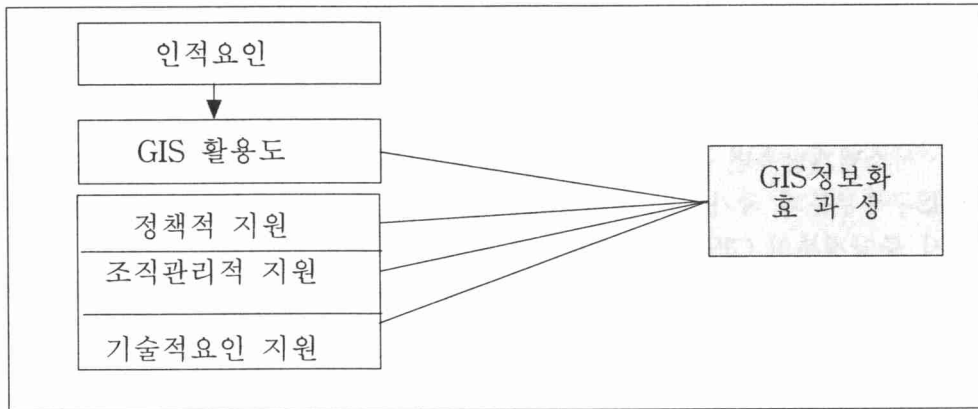 인적요인
GIS 활용도
정책적 지원
조직관리적 지원
기술적요인 지원
GIS정보화
효 과 성